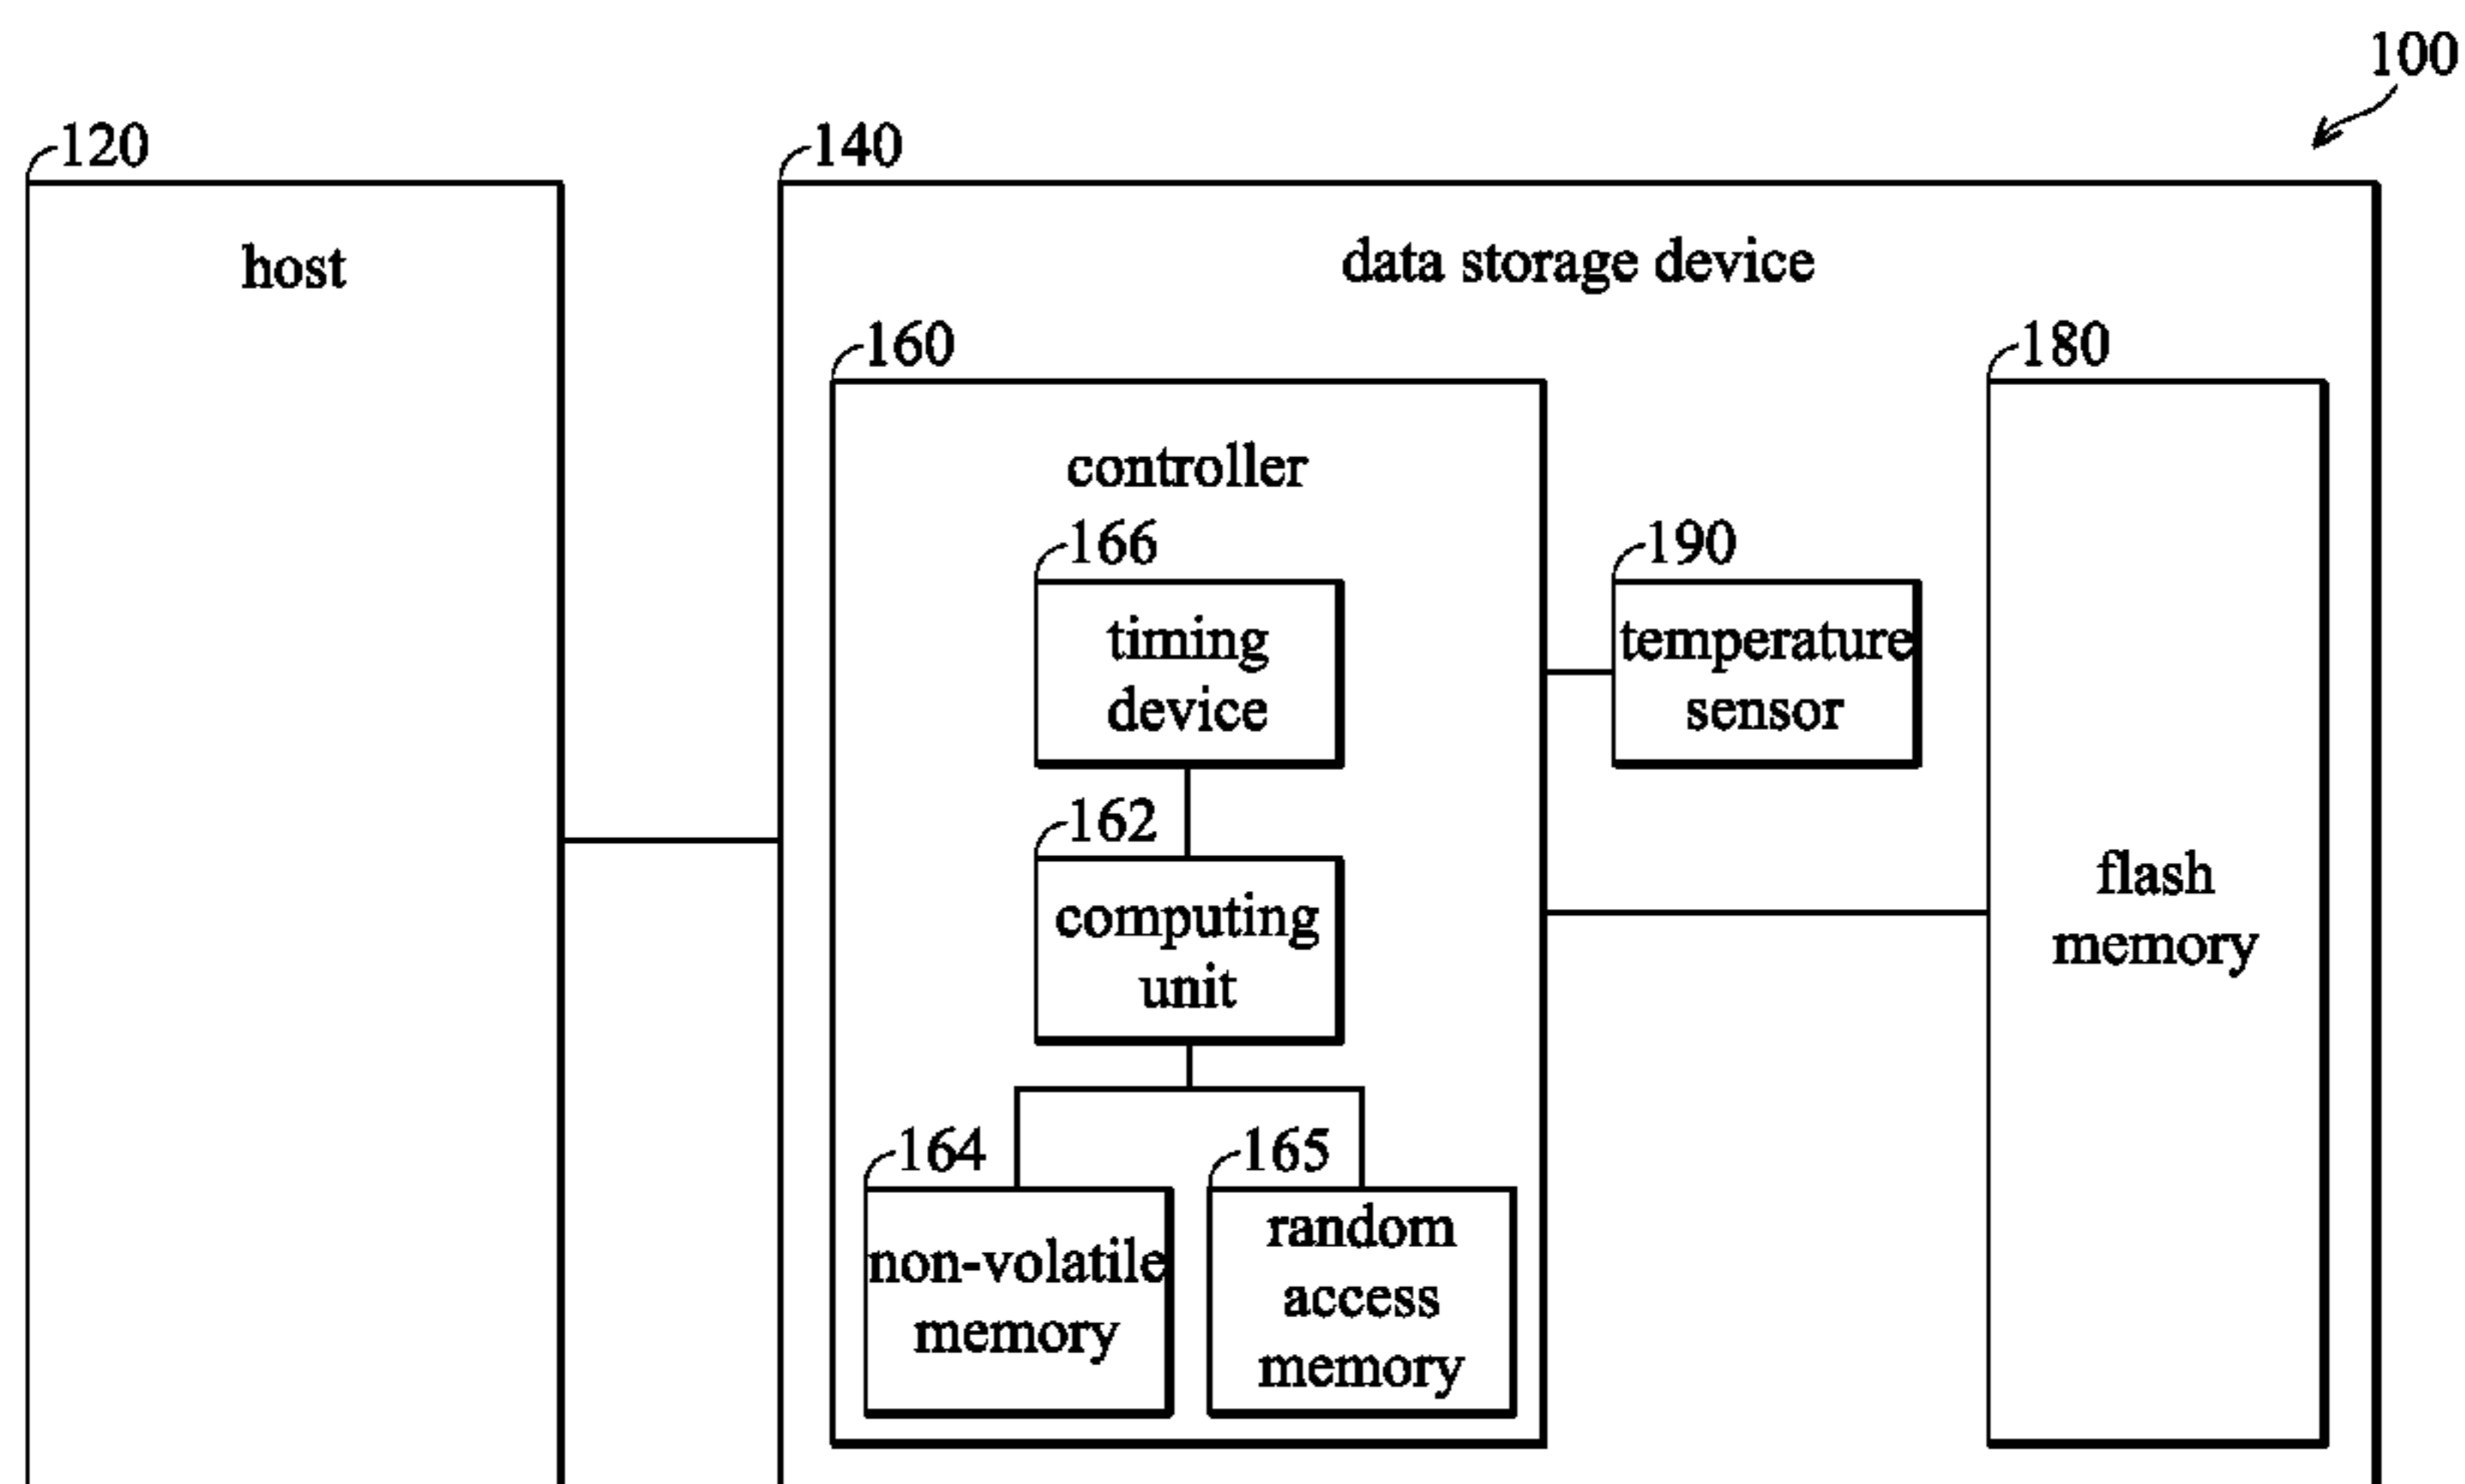 100
120
140
host
data storage device
160
180
controller
166
190
timing
device
temperature
sensor
162
computing
unit
flash
memory
164
165
non-volatile
memory
random
access
memory